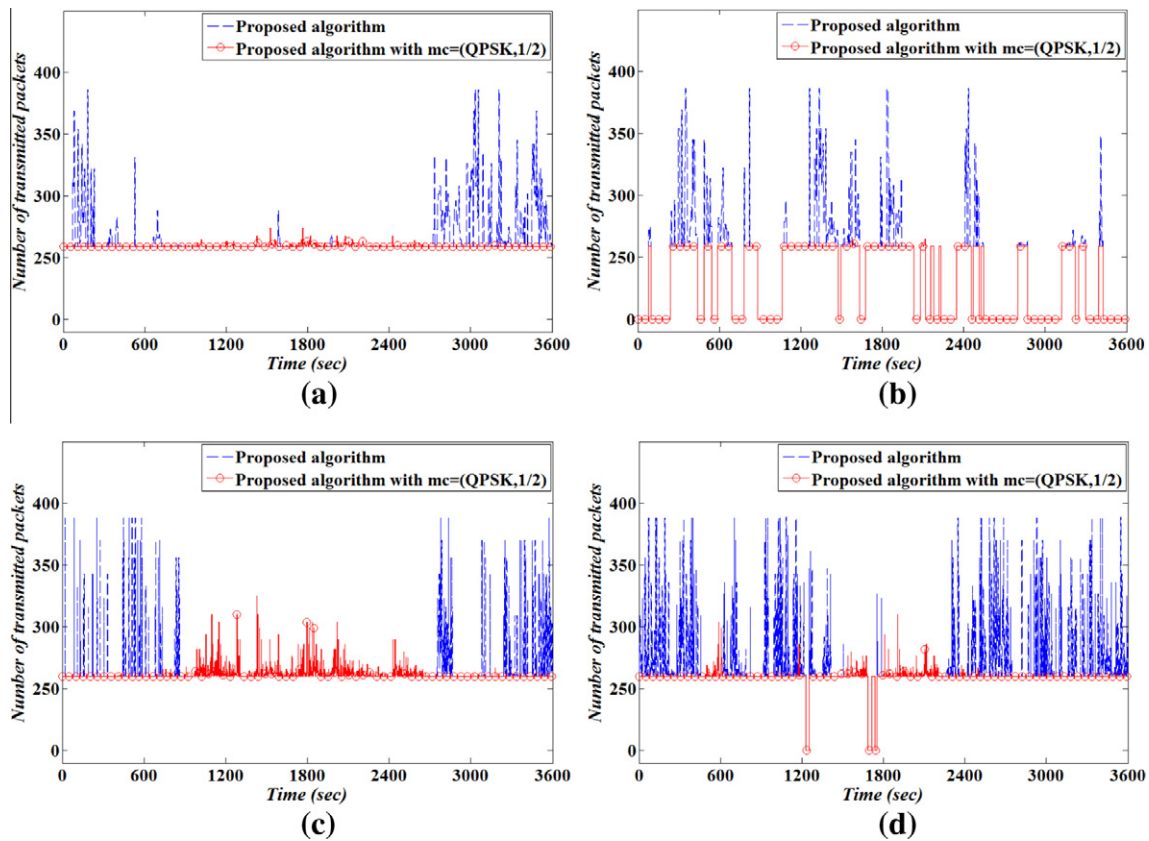 Proposed algorithm
Proposed algorithm with mc=(QPSK,1/2)
Number of transmitted packets
400
350
300
250
0
0 600 1200 1800 2400 3000 3600
Time (sec)
(a)
Proposed algorithm
Proposed algorithm with mc=(QPSK,1/2)
Number of transmitted packets
400
350
300
250
0
0 600 1200 1800 2400 3000 3600
Time (sec)
(b)
Proposed algorithm
Proposed algorithm with mc=(QPSK,1/2)
Number of transmitted packets
400
350
300
250
0
0 600 1200 1800 2400 3000 3600
Time (sec)
(c)
Proposed algorithm
Proposed algorithm with mc=(QPSK,1/2)
Number of transmitted packets
400
350
300
250
0
0 600 1200 1800 2400 3000 3600
Time (sec)
(d)